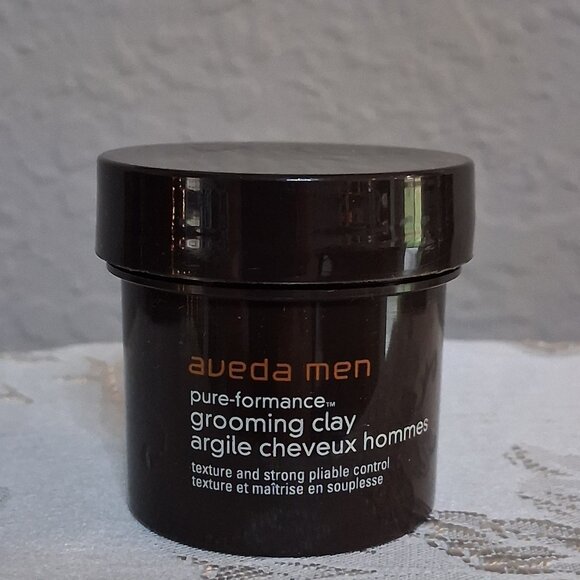 aveda men
pure-formance™
grooming clay
argile cheveux hommes
texture and strong pliable control
texture et maîtrise en souplesse